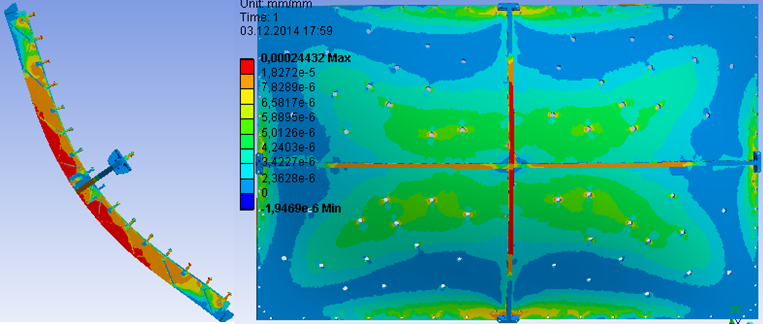 Unit: mm/mm
Time: 1
03.12.2014 17:59
0,00024432 Max
1,8272e-5
7,8289e-6
6,5817e-6
5,8895e-6
5,0126e-6
4,2403e-6
3,4227e-6
2,3628e-6
0
-1,9469e-6 Min